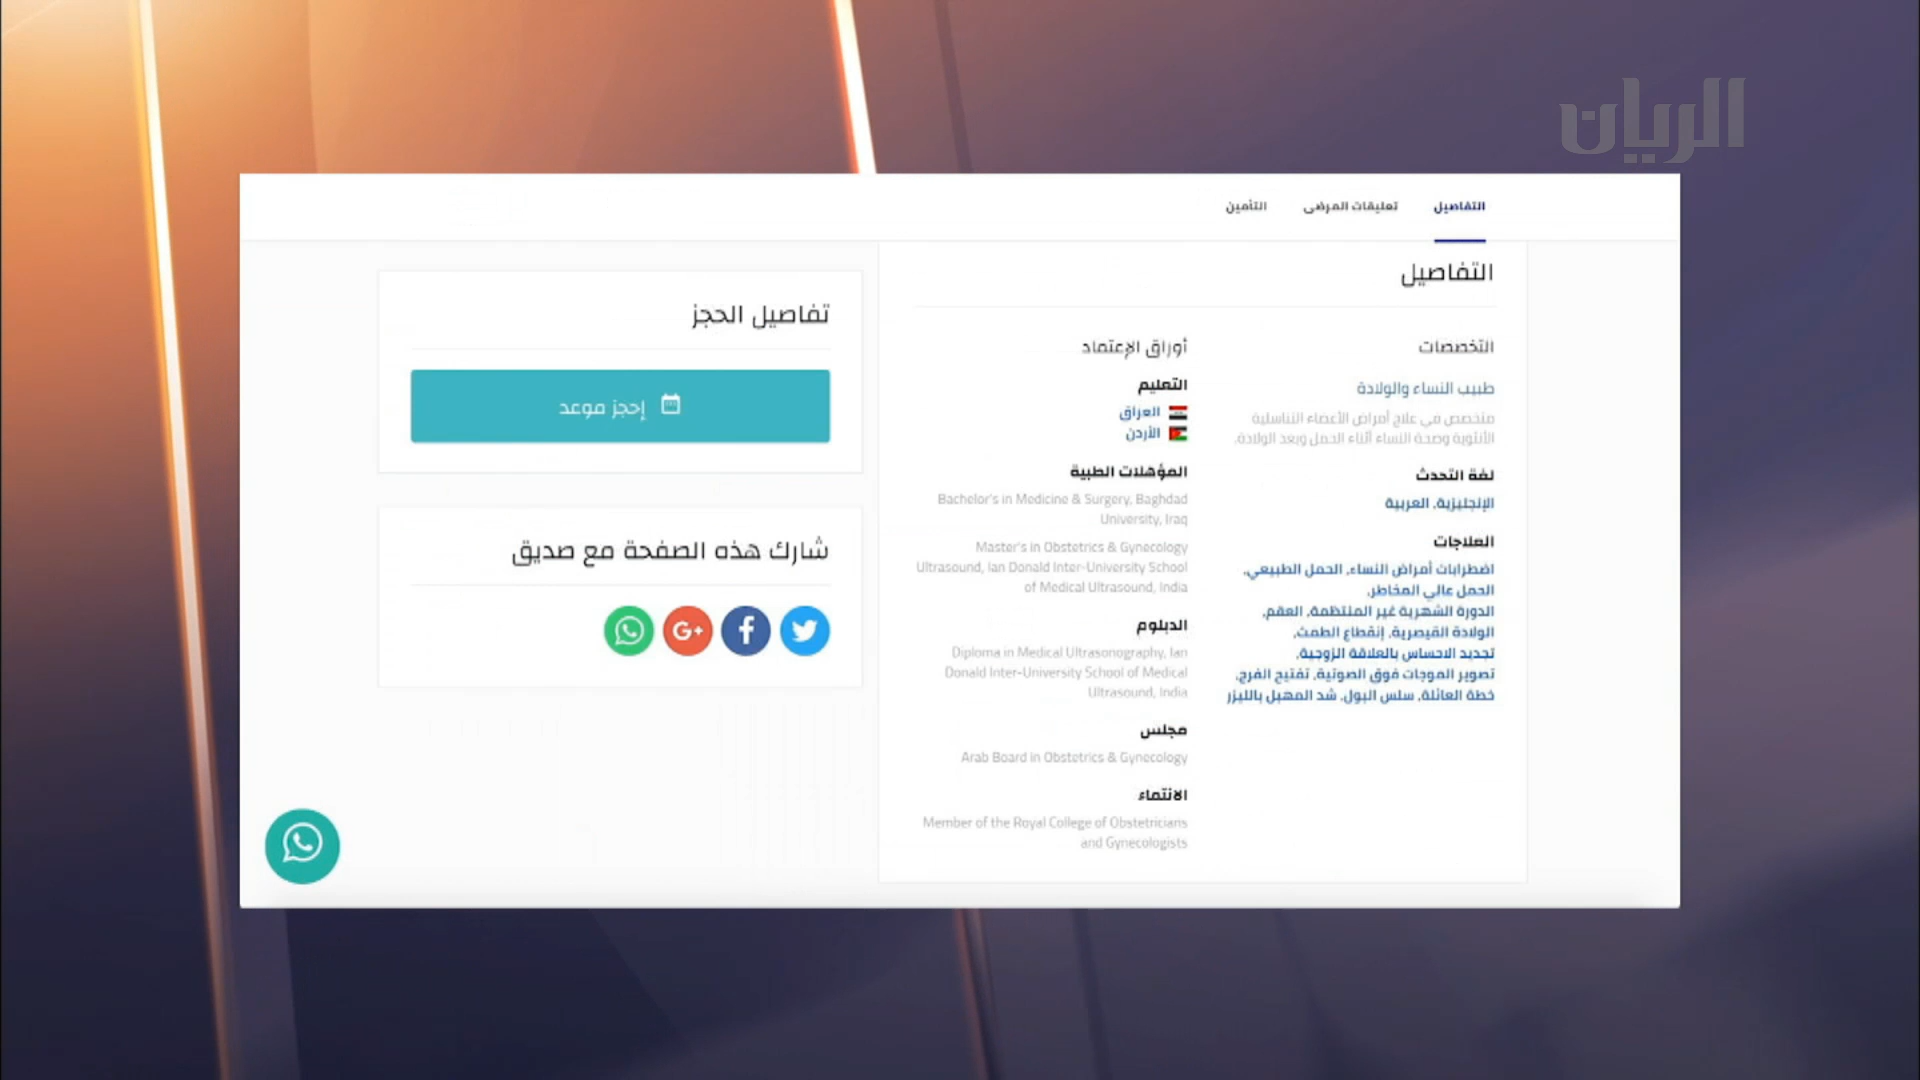 الريان
التفاصيل
تعليقات المرضى
التأمين
التفاصيل
التخصصات
طبيب النساء والولادة
متخصص في علاج أمراض الأعضاء التناسلية
الأنثوية وصحة النساء أثناء الحمل وبعد الولادة.
لغة التحدث
الإنجليزية, العربية
العلاجات
اضطرابات أمراض النساء, الحمل الطبيعي,
الحمل عالي المخاطر,
الدورة الشهرية غير المنتظمة, العقم,
الولادة القيصرية, إنقطاع الطمث,
تجديد الاحساس بالعلاقة الزوجية,
تصوير الموجات فوق الصوتية, تفتيح الفرج,
خطة العائلة, سلس البول, شد المهبل بالليزر
أوراق الإعتماد
التعليم
العراق
الأردن
المؤهلات الطبية
Bachelor's in Medicine & Surgery, Baghdad
University, Iraq
Master's in Obstetrics & Gynecology
Ultrasound, Ian Donald Inter-University School
of Medical Ultrasound, India
الدبلوم
Diploma in Medical Ultrasonography, Ian
Donald Inter-University School of Medical
Ultrasound, India
مجلس
Arab Board in Obstetrics & Gynecology
الانتماء
Member of the Royal College of Obstetricians
and Gynecologists
تفاصيل الحجز
إحجز موعد
شارك هذه الصفحة مع صديق
G+